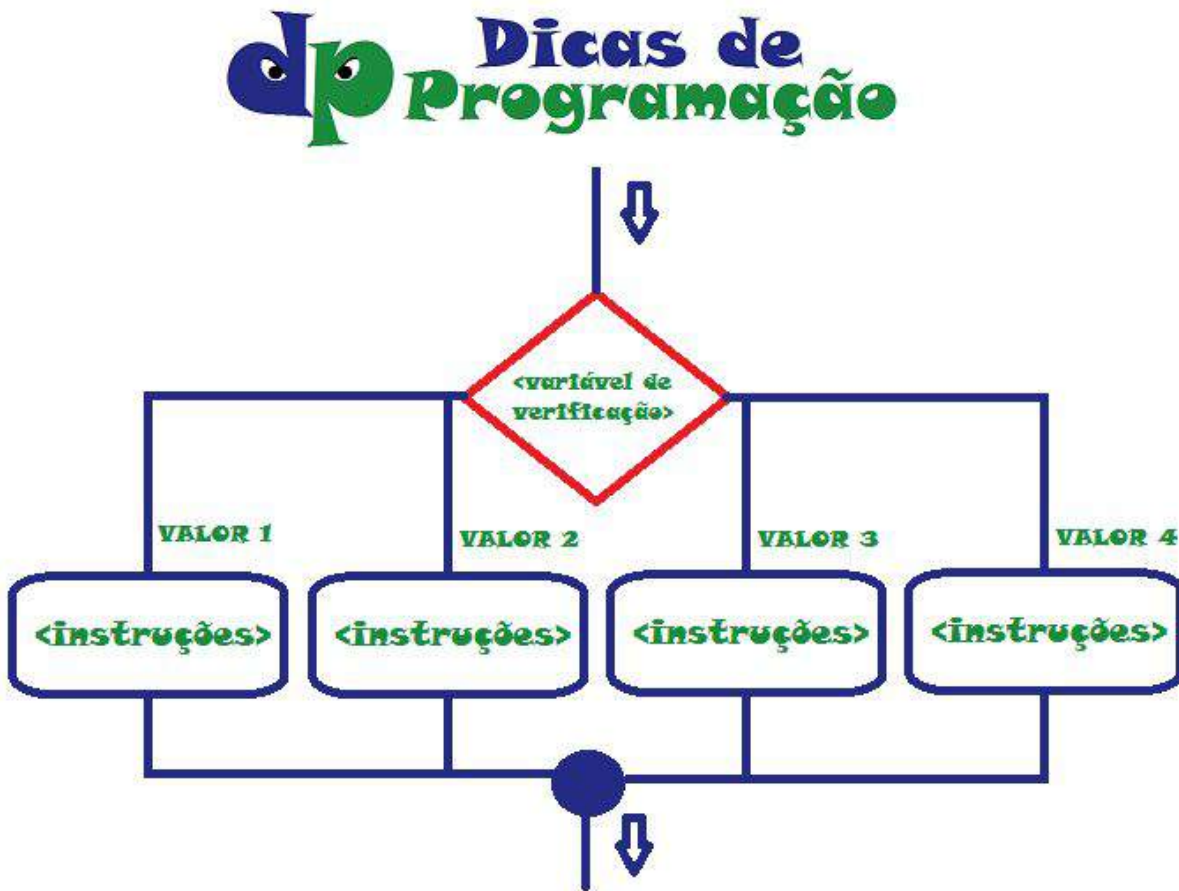 dp Dicas de
Programação
<variável de
verificação>
VALOR 1
VALOR 2
VALOR 3
VALOR 4
<instruções>
<instruções>
<instruções>
<instruções>